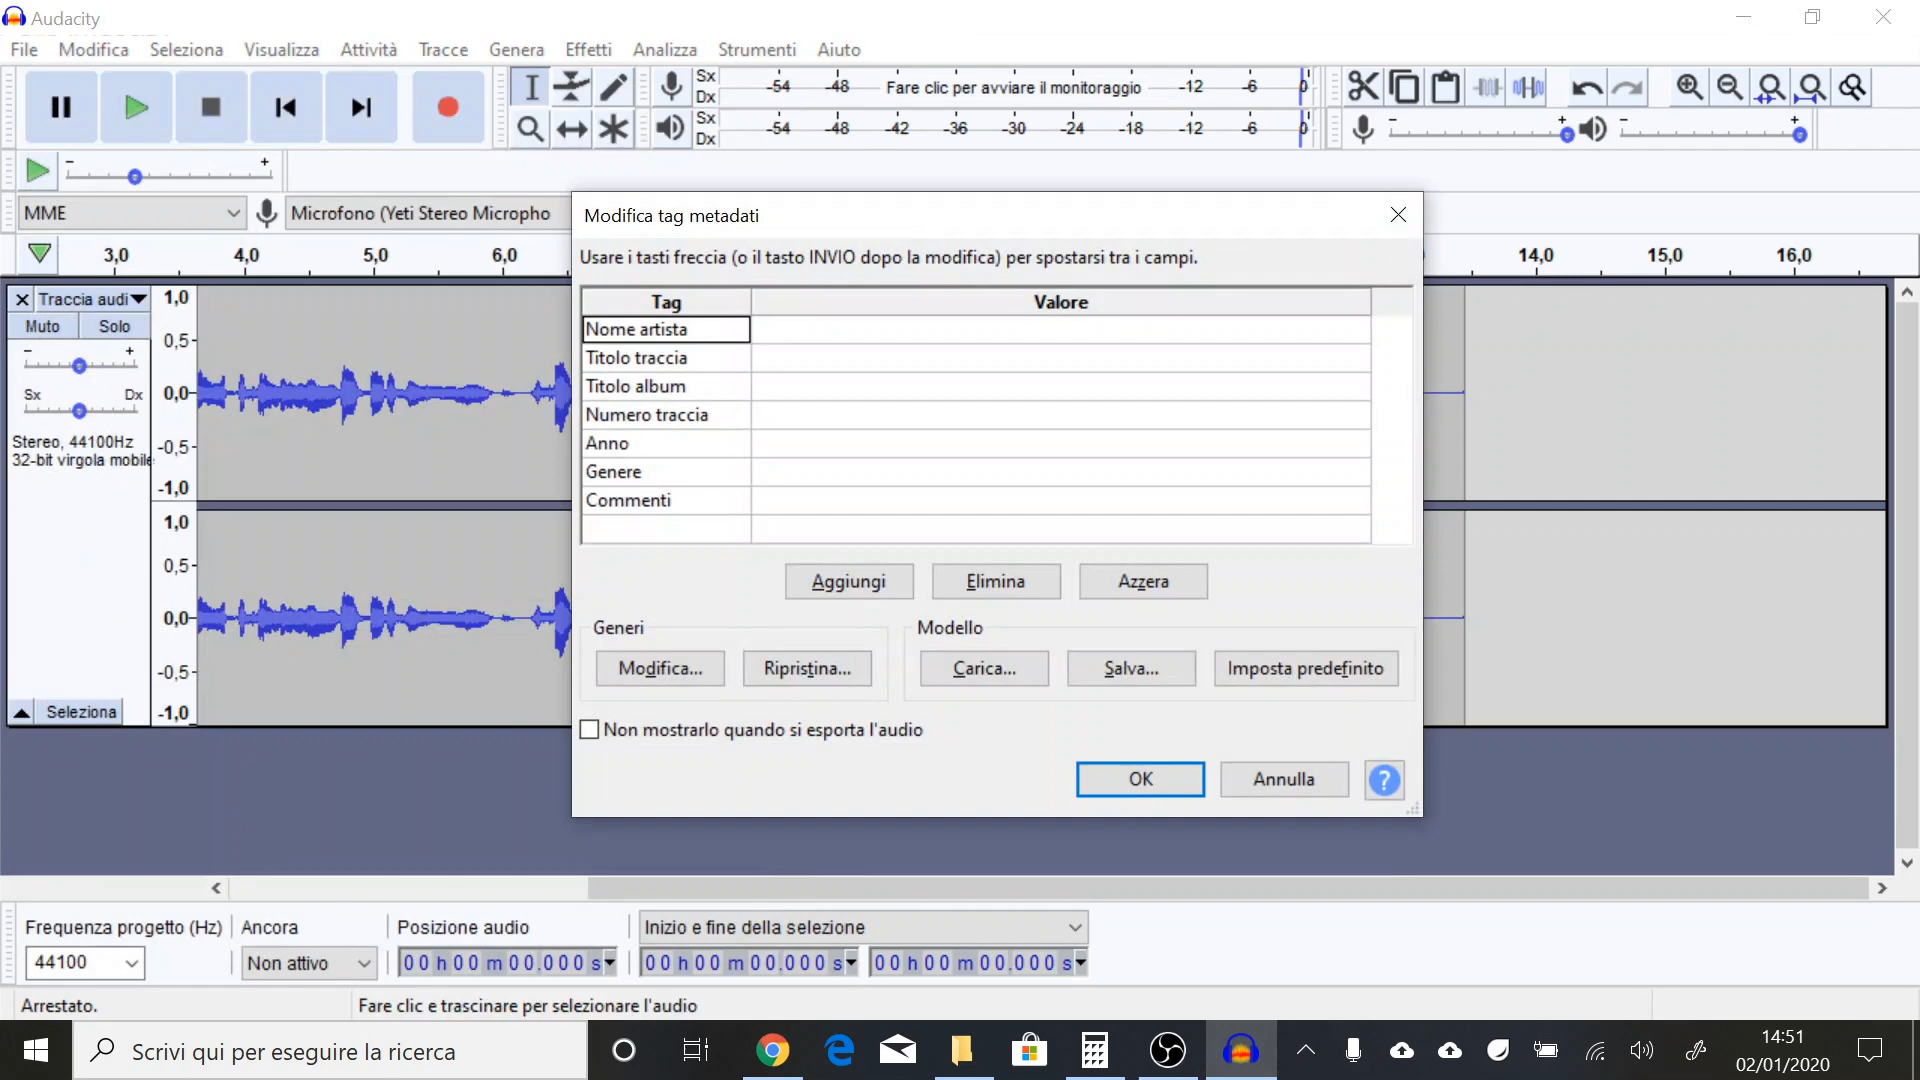 Audacity
File Modifica Seleziona Visualizza Attività Tracce Genera Effetti Analizza Strumenti Aiuto
Sx
Dx
-54 -48 Fare clic per avviare il monitoraggio -12 -6 0
Sx
Dx
-54 -48 -42 -36 -30 -24 -18 -12 -6 0
- +
- +
- +
MME
Microfono (Yeti Stereo Micropho
3,0 4,0 5,0 6,0 14,0 15,0 16,0
Traccia audi
Muto Solo
- +
Sx Dx
Stereo, 44100Hz
32-bit virgola mobile
Seleziona
1,0
0,5
0,0
-0,5
-1,0
1,0
0,5
0,0
-0,5
-1,0
Modifica tag metadati
Usare i tasti freccia (o il tasto INVIO dopo la modifica) per spostarsi tra i campi.
Tag Valore
Nome artista
Titolo traccia
Titolo album
Numero traccia
Anno
Genere
Commenti
Aggiungi Elimina Azzera
Generi
Modifica... Ripristina...
Modello
Carica... Salva... Imposta predefinito
Non mostrarlo quando si esporta l'audio
OK Annulla ?
Frequenza progetto (Hz) Ancora Posizione audio Inizio e fine della selezione
44100 Non attivo 00 h 00 m 00.000 s 00 h 00 m 00.000 s 00 h 00 m 00.000 s
Arrestato. Fare clic e trascinare per selezionare l'audio
Scrivi qui per eseguire la ricerca
14:51
02/01/2020